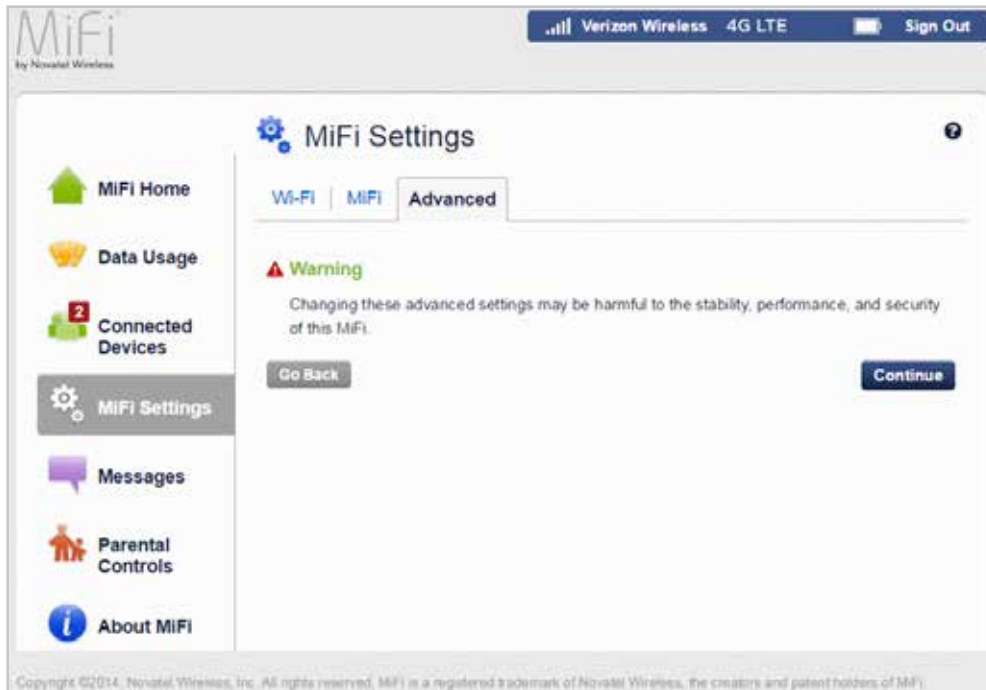 MiFi
by Novatel Wireless
Verizon Wireless 4G LTE Sign Out
MiFi Settings
?
MiFi Home
Data Usage
2
Connected
Devices
MiFi Settings
Messages
Parental
Controls
i
About MiFi
Wi-Fi | MiFi Advanced
Warning
Changing these advanced settings may be harmful to the stability, performance, and security
of this MiFi.
Go Back Continue
Copyright ©2014, Novatel Wireless, Inc. All rights reserved. MiFi is a registered trademark of Novatel Wireless, the creators and patent holders of MiFi.